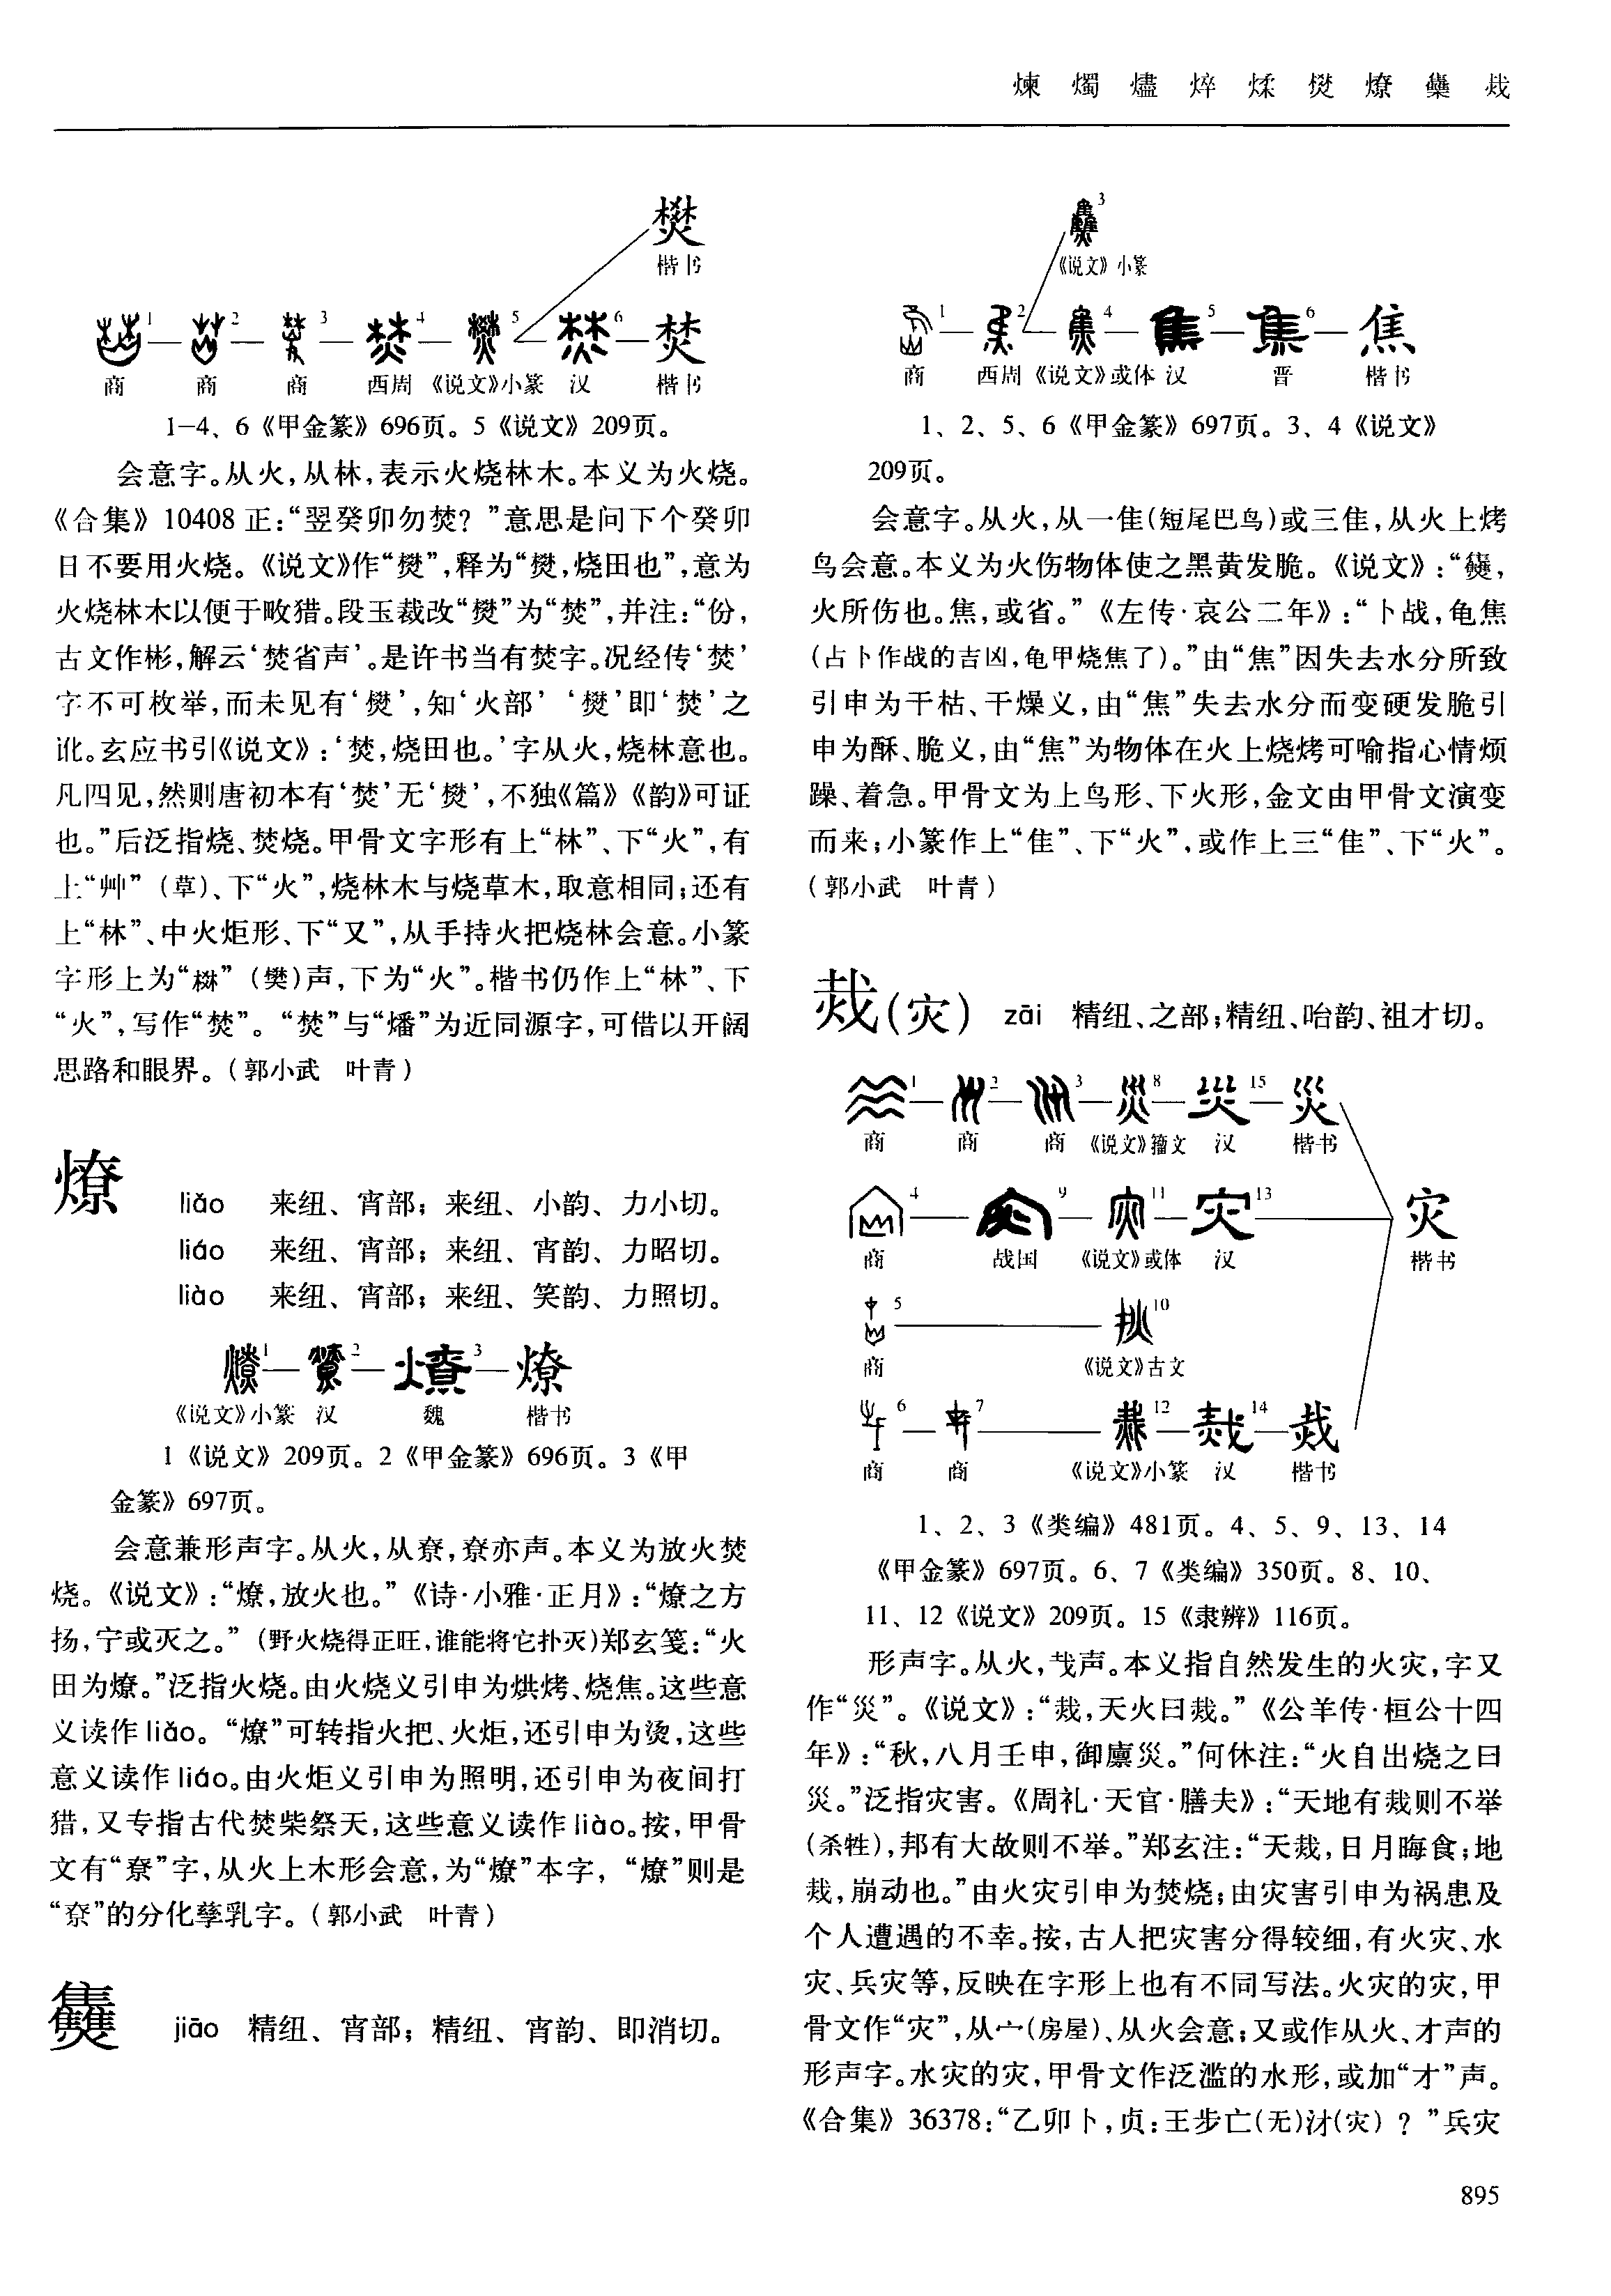 煉 燭 燼 焠 煣 燓 燎 𤓪 烖
燓
楷书
1 2 3 4 5 6 焚
商 商 商 西周 《说文》小篆 汉 楷书
1—4、6《甲金篆》696页。5《说文》209页。
会意字。从火,从林,表示火烧林木。本义为火烧。
《合集》10408正:“翌癸卯勿焚?”意思是问下个癸卯
日不要用火烧。《说文》作“燓”,释为“燓,烧田也”,意为
火烧林木以便于畋猎。段玉裁改“燓”为“焚”,并注:“份,
古文作彬,解云‘焚省声’。是许书当有焚字。况经传‘焚’
字不可枚举,而未见有‘燓’,知‘火部’‘燓’即‘焚’之
讹。玄应书引《说文》:‘焚,烧田也。’字从火,烧林意也。
凡四见,然则唐初本有‘焚’无‘燓’,不独《篇》《韵》可证
也。”后泛指烧、焚烧。甲骨文字形有上“林”、下“火”,有
上“艸”(草)、下“火”,烧林木与烧草木,取意相同;还有
上“林”、中火炬形、下“又”,从手持火把烧林会意。小篆
字形上为“棥”(樊)声,下为“火”。楷书仍作上“林”、下
“火”,写作“焚”。“焚”与“燔”为近同源字,可借以开阔
思路和眼界。(郭小武 叶青)
燎 liǎo 来纽、宵部;来纽、小韵、力小切。
liáo 来纽、宵部;来纽、宵韵、力昭切。
liào 来纽、宵部;来纽、笑韵、力照切。
1 2 3 燎
《说文》小篆 汉 魏 楷书
1《说文》209页。2《甲金篆》696页。3《甲
金篆》697页。
会意兼形声字。从火,从尞,尞亦声。本义为放火焚
烧。《说文》:“燎,放火也。”《诗·小雅·正月》:“燎之方
扬,宁或灭之。”(野火烧得正旺,谁能将它扑灭)郑玄笺:“火
田为燎。”泛指火烧。由火烧义引申为烘烤、烧焦。这些意
义读作liǎo。“燎”可转指火把、火炬,还引申为烫,这些
意义读作liáo。由火炬义引申为照明,还引申为夜间打
猎,又专指古代焚柴祭天,这些意义读作liào。按,甲骨
文有“尞”字,从火上木形会意,为“燎”本字,“燎”则是
“尞”的分化孳乳字。(郭小武 叶青)
𤓪 jiāo 精纽、宵部;精纽、宵韵、即消切。
3
《说文》小篆
1 2 4 5 6 焦
商 西周 《说文》或体 汉 晋 楷书
1、2、5、6《甲金篆》697页。3、4《说文》
209页。
会意字。从火,从一隹(短尾巴鸟)或三隹,从火上烤
鸟会意。本义为火伤物体使之黑黄发脆。《说文》:“𤓪,
火所伤也。焦,或省。”《左传·哀公二年》:“卜战,龟焦
(占卜作战的吉凶,龟甲烧焦了)。”由“焦”因失去水分所致
引申为干枯、干燥义,由“焦”失去水分而变硬发脆引
申为酥、脆义,由“焦”为物体在火上烧烤可喻指心情烦
躁、着急。甲骨文为上鸟形、下火形,金文由甲骨文演变
而来;小篆作上“隹”、下“火”,或作上三“隹”、下“火”。
(郭小武 叶青)
烖(灾) zāi 精纽、之部;精纽、咍韵、祖才切。
1 2 3 8 15 災
商 商 商 《说文》籀文 汉 楷书
4 9 11 13 灾
商 战国 《说文》或体 汉 楷书
5 10
商 《说文》古文
6 7 12 14 烖
商 商 《说文》小篆 汉 楷书
1、2、3《类编》481页。4、5、9、13、14
《甲金篆》697页。6、7《类编》350页。8、10、
11、12《说文》209页。15《隶辨》116页。
形声字。从火,𢦏声。本义指自然发生的火灾,字又
作“災”。《说文》:“烖,天火曰烖。”《公羊传·桓公十四
年》:“秋,八月壬申,御廪災。”何休注:“火自出烧之曰
災。”泛指灾害。《周礼·天官·膳夫》:“天地有烖则不举
(杀牲),邦有大故则不举。”郑玄注:“天烖,日月晦食;地
烖,崩动也。”由火灾引申为焚烧;由灾害引申为祸患及
个人遭遇的不幸。按,古人把灾害分得较细,有火灾、水
灾、兵灾等,反映在字形上也有不同写法。火灾的灾,甲
骨文作“灾”,从宀(房屋)、从火会意;又或作从火、才声的
形声字。水灾的灾,甲骨文作泛滥的水形,或加“才”声。
《合集》36378:“乙卯卜,贞:王步亡(无)𣲺(灾)?”兵灾
895